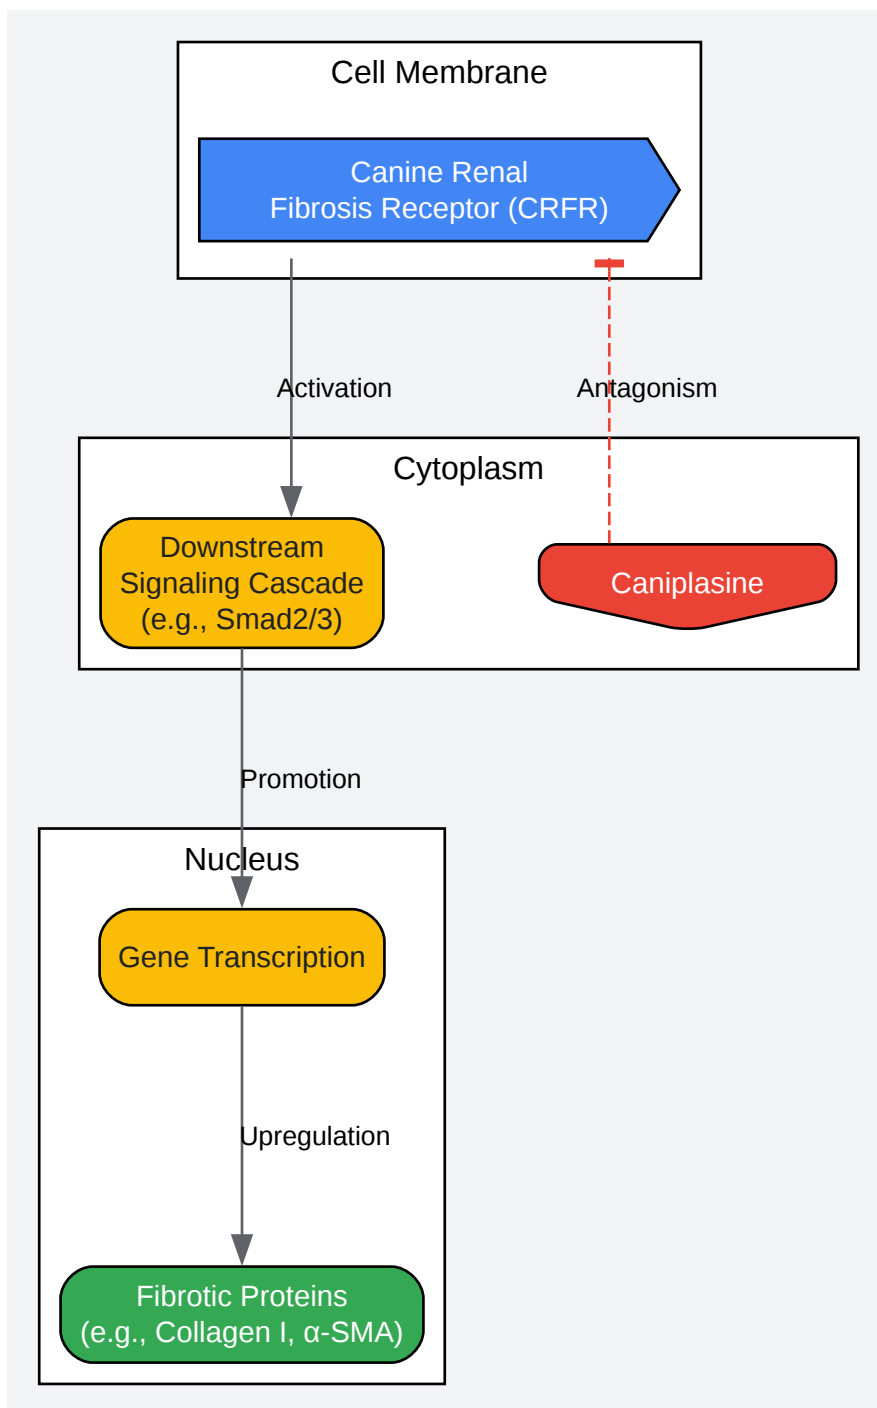 Cell Membrane
Canine Renal
Fibrosis Receptor (CRFR)
Activation
Antagonism
Cytoplasm
Downstream
Signaling Cascade
(e.g., Smad2/3)
Caniplasine
Promotion
Nucleus
Gene Transcription
Upregulation
Fibrotic Proteins
(e.g., Collagen I, α-SMA)